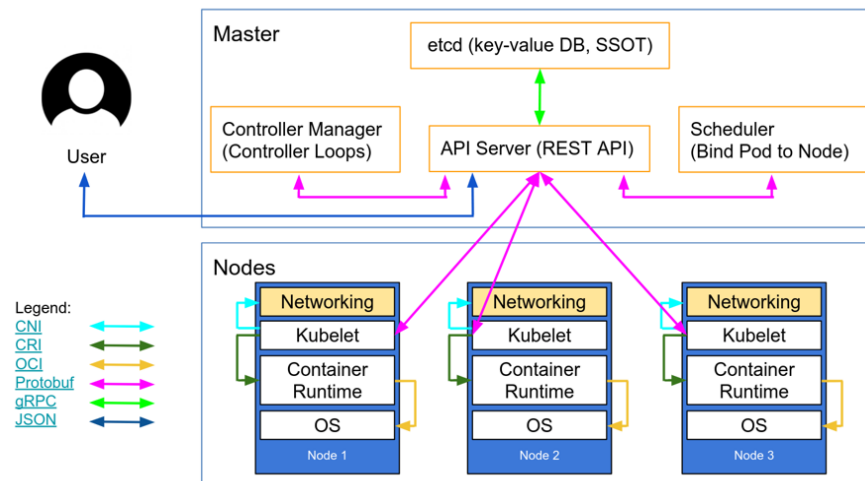 Master
etcd (key-value DB, SSOT)
Controller Manager
(Controller Loops)
API Server (REST API)
Scheduler
(Bind Pod to Node)
User
Nodes
Networking
Kubelet
Container
Runtime
OS
Node 1
Networking
Kubelet
Container
Runtime
OS
Node 2
Networking
Kubelet
Container
Runtime
OS
Node 3
Legend:
CNI
CRI
OCI
Protobuf
gRPC
JSON